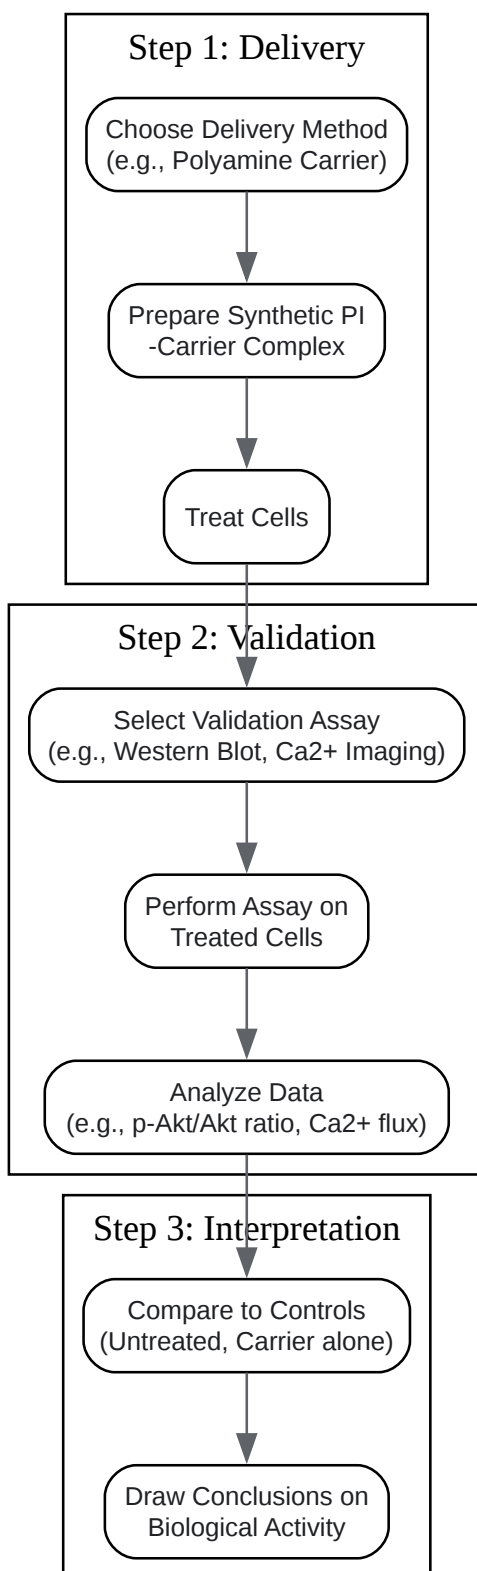 Step 1: Delivery
Choose Delivery Method
(e.g., Polyamine Carrier)
Prepare Synthetic PI
-Carrier Complex
Treat Cells
Step 2: Validation
Select Validation Assay
(e.g., Western Blot, Ca2+ Imaging)
Perform Assay on
Treated Cells
Analyze Data
(e.g., p-Akt/Akt ratio, Ca2+ flux)
Step 3: Interpretation
Compare to Controls
(Untreated, Carrier alone)
Draw Conclusions on
Biological Activity